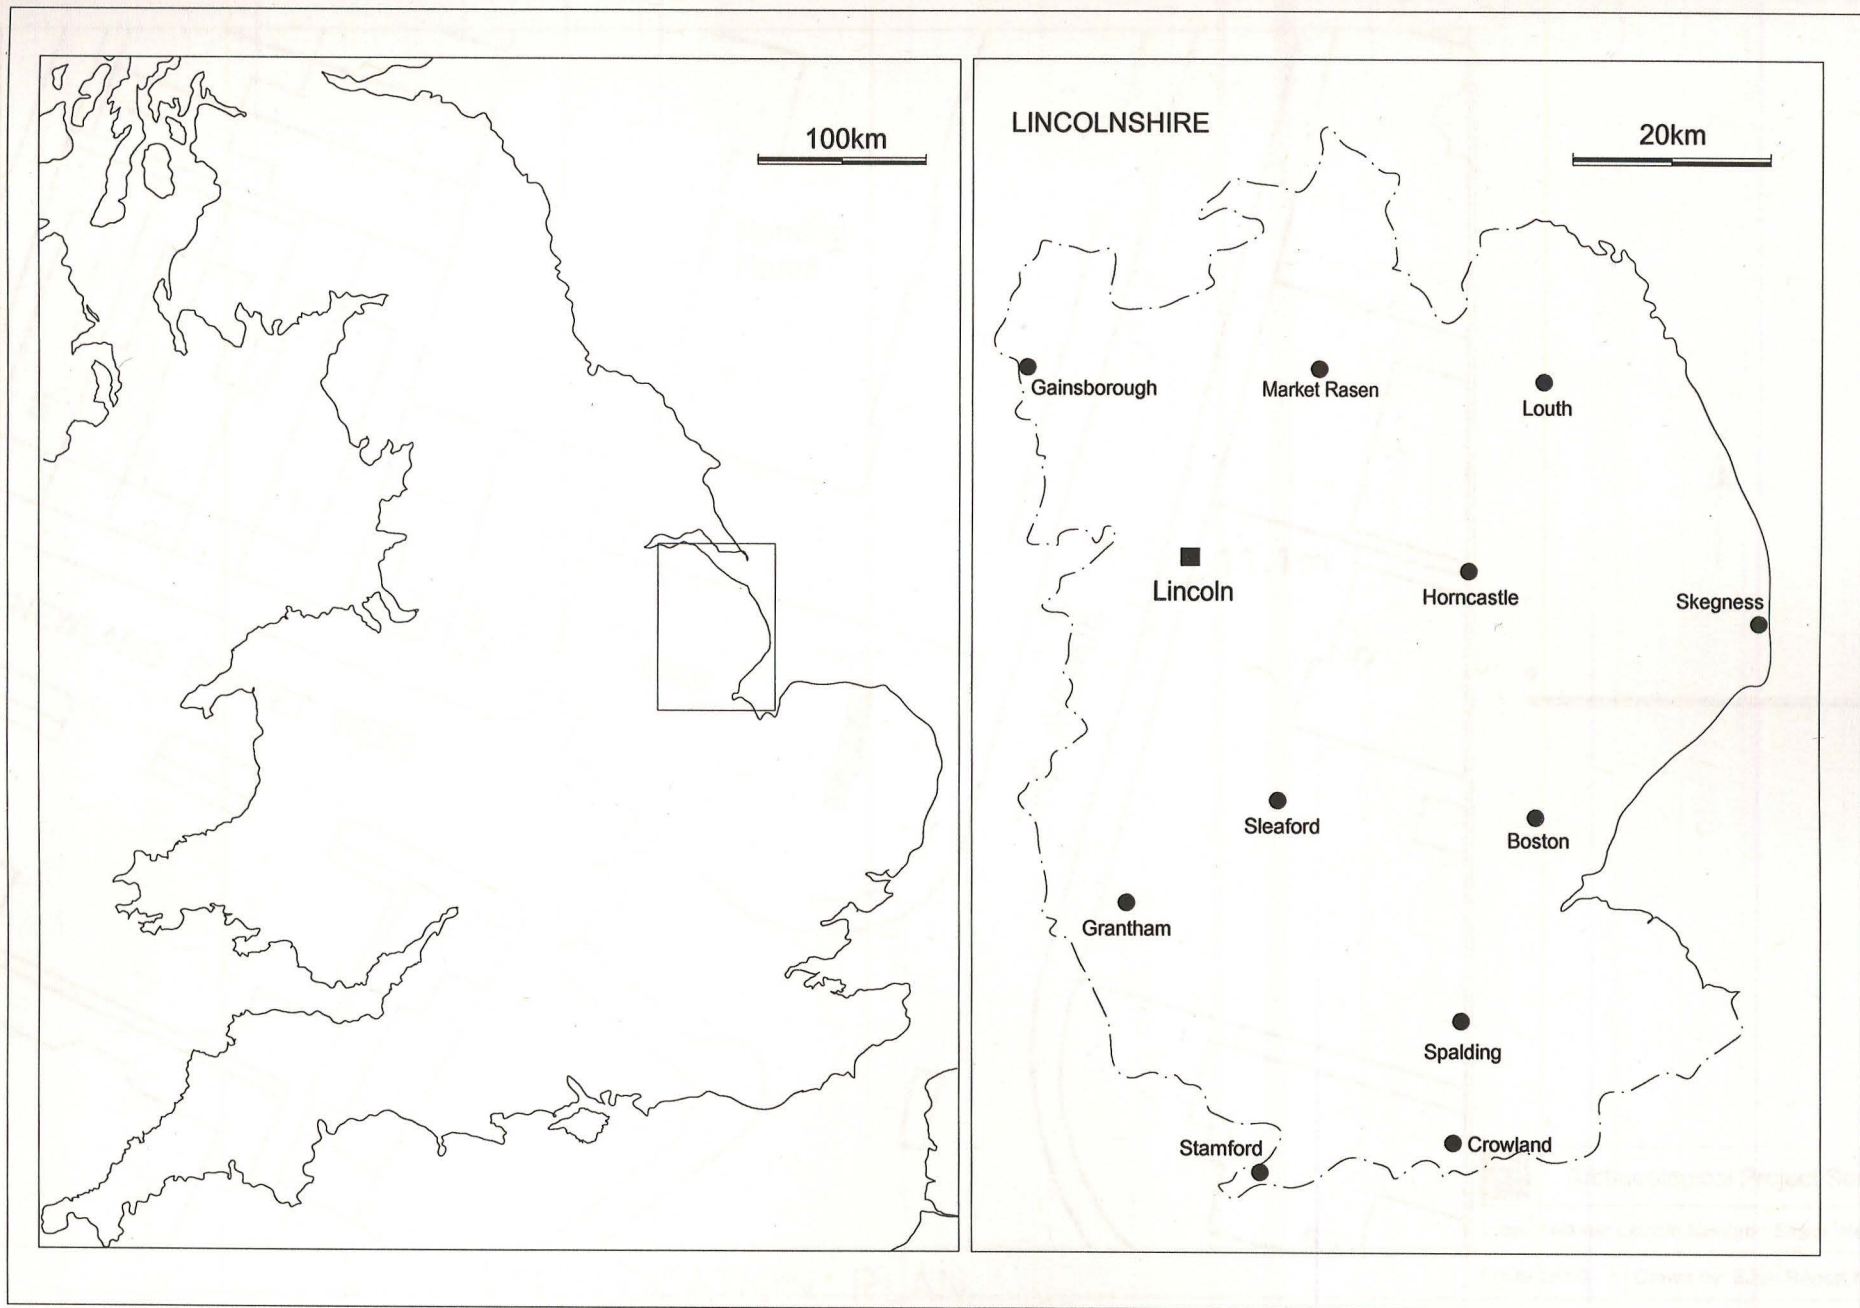 100km
LINCOLNSHIRE
20km
Gainsborough
Market Rasen
Louth
Lincoln
Horncastle
Skegness
Sleaford
Boston
Grantham
Spalding
Stamford
Crowland